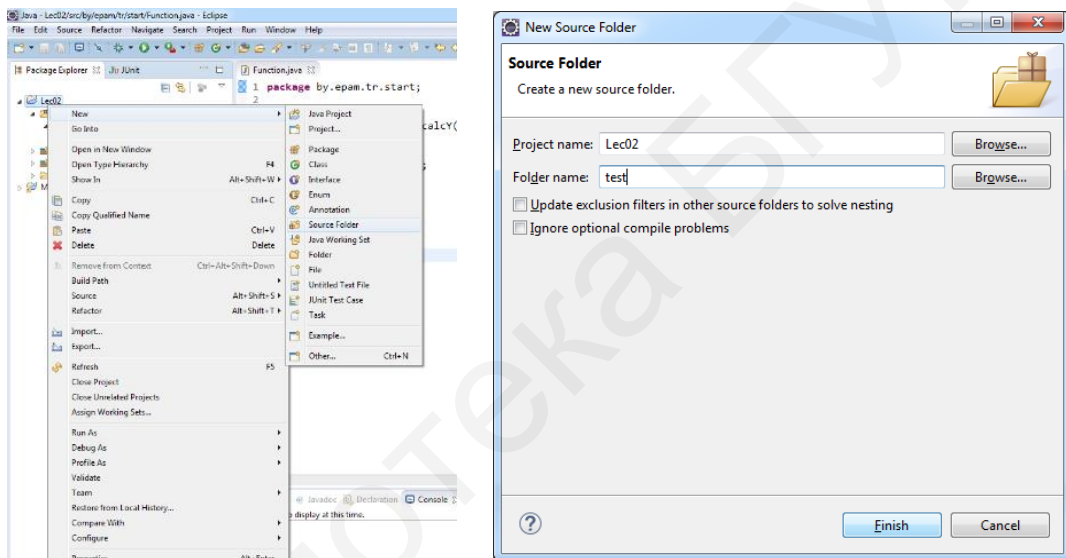 Java - Lec02/src/by/epam/tr/start/Function.java - Eclipse
File Edit Source Refactor Navigate Search Project Run Window Help
Package Explorer JUnit
Function.java
1 package by.epam.tr.start;
2
Lec02
calcY(
New
Go Into
Open in New Window
Open Type Hierarchy F4
Show In Alt+Shift+W
Copy Ctrl+C
Copy Qualified Name
Paste Ctrl+V
Delete Delete
Remove from Context Ctrl+Alt+Shift+Down
Build Path
Source Alt+Shift+S
Refactor Alt+Shift+T
Import...
Export...
Refresh F5
Close Project
Close Unrelated Projects
Assign Working Sets...
Run As
Debug As
Profile As
Validate
Team
Restore from Local History...
Compare With
Configure
Properties Alt+Enter
Java Project
Project...
Package
Class
Interface
Enum
Annotation
Source Folder
Java Working Set
Folder
File
Untitled Text File
JUnit Test Case
Task
Example...
Other... Ctrl+N
Javadoc Declaration Console
display at this time.
New Source Folder
Source Folder
Create a new source folder.
Project name: Lec02 Browse...
Folder name: test Browse...
Update exclusion filters in other source folders to solve nesting
Ignore optional compile problems
Finish Cancel